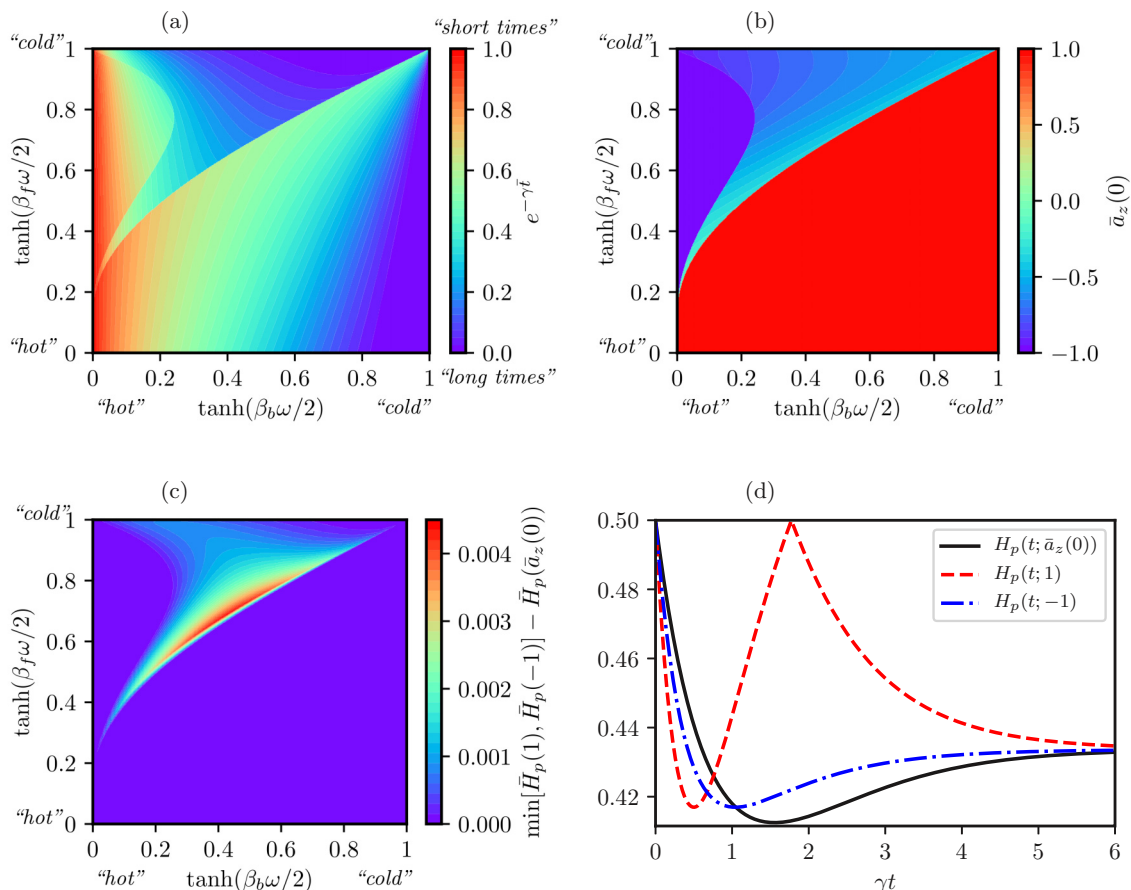 (a)
“cold”
“short times”
1
0.8
0.6
0.4
0.2
0
tanh(β_f ω/2)
“hot”
0
0.2
0.4
0.6
0.8
1
“hot”
tanh(β_b ω/2)
“cold”
1.0
0.8
0.6
0.4
0.2
0.0
e^{−γt̄}
“long times”
(b)
“cold”
1
0.8
0.6
0.4
0.2
0
tanh(β_f ω/2)
“hot”
0
0.2
0.4
0.6
0.8
1
“hot”
tanh(β_b ω/2)
“cold”
1.0
0.5
0.0
−0.5
−1.0
ā_z(0)
(c)
“cold”
1
0.8
0.6
0.4
0.2
0
tanh(β_f ω/2)
“hot”
0
0.2
0.4
0.6
0.8
1
“hot”
tanh(β_b ω/2)
“cold”
0.004
0.003
0.002
0.001
0.000
min[H̄_p(1), H̄_p(−1)] − H̄_p(ā_z(0))
(d)
0.50
0.48
0.46
0.44
0.42
H_p(t; ā_z(0))
H_p(t; 1)
H_p(t; −1)
0
1
2
3
4
5
6
γt